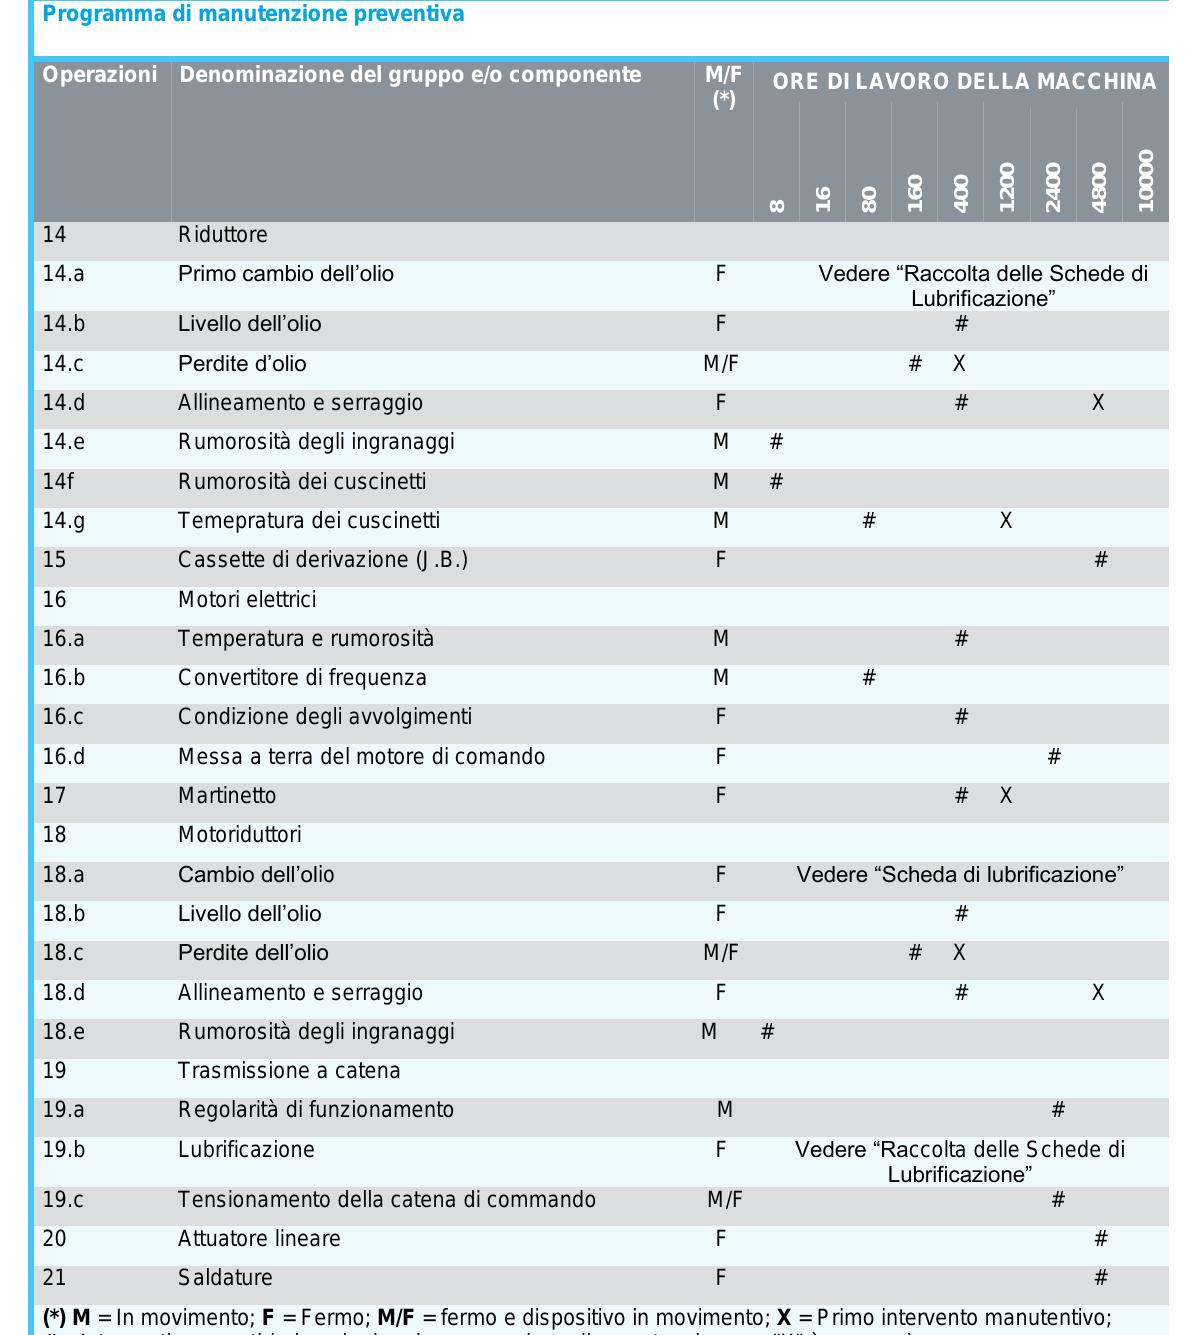 Programma di manutenzione preventiva
Operazioni Denominazione del gruppo e/o componente M/F (*) ORE DI LAVORO DELLA MACCHINA
8 16 80 160 400 1200 2400 4800 10000
14 Riduttore
14.a Primo cambio dell’olio F Vedere “Raccolta delle Schede di
Lubrificazione”
14.b Livello dell’olio F #
14.c Perdite d’olio M/F # X
14.d Allineamento e serraggio F # X
14.e Rumorosità degli ingranaggi M #
14f Rumorosità dei cuscinetti M #
14.g Temepratura dei cuscinetti M # X
15 Cassette di derivazione (J.B.) F #
16 Motori elettrici
16.a Temperatura e rumorosità M #
16.b Convertitore di frequenza M #
16.c Condizione degli avvolgimenti F #
16.d Messa a terra del motore di comando F #
17 Martinetto F # X
18 Motoriduttori
18.a Cambio dell’olio F Vedere “Scheda di lubrificazione”
18.b Livello dell’olio F #
18.c Perdite dell’olio M/F # X
18.d Allineamento e serraggio F # X
18.e Rumorosità degli ingranaggi M #
19 Trasmissione a catena
19.a Regolarità di funzionamento M #
19.b Lubrificazione F Vedere “Raccolta delle Schede di
Lubrificazione”
19.c Tensionamento della catena di commando M/F #
20 Attuatore lineare F #
21 Saldature F #
(*) M = In movimento; F = Fermo; M/F = fermo e dispositivo in movimento; X = Primo intervento manutentivo;